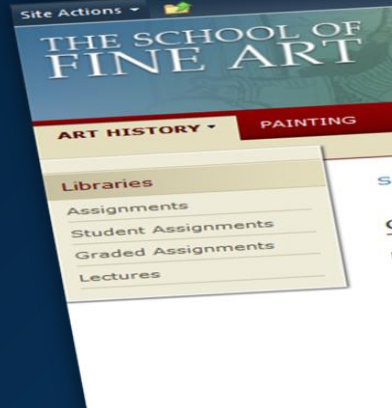 Site Actions
THE SCHOOL OF
FINE ART
ART HISTORY
PAINTING
Libraries
Assignments
Student Assignments
Graded Assignments
Lectures